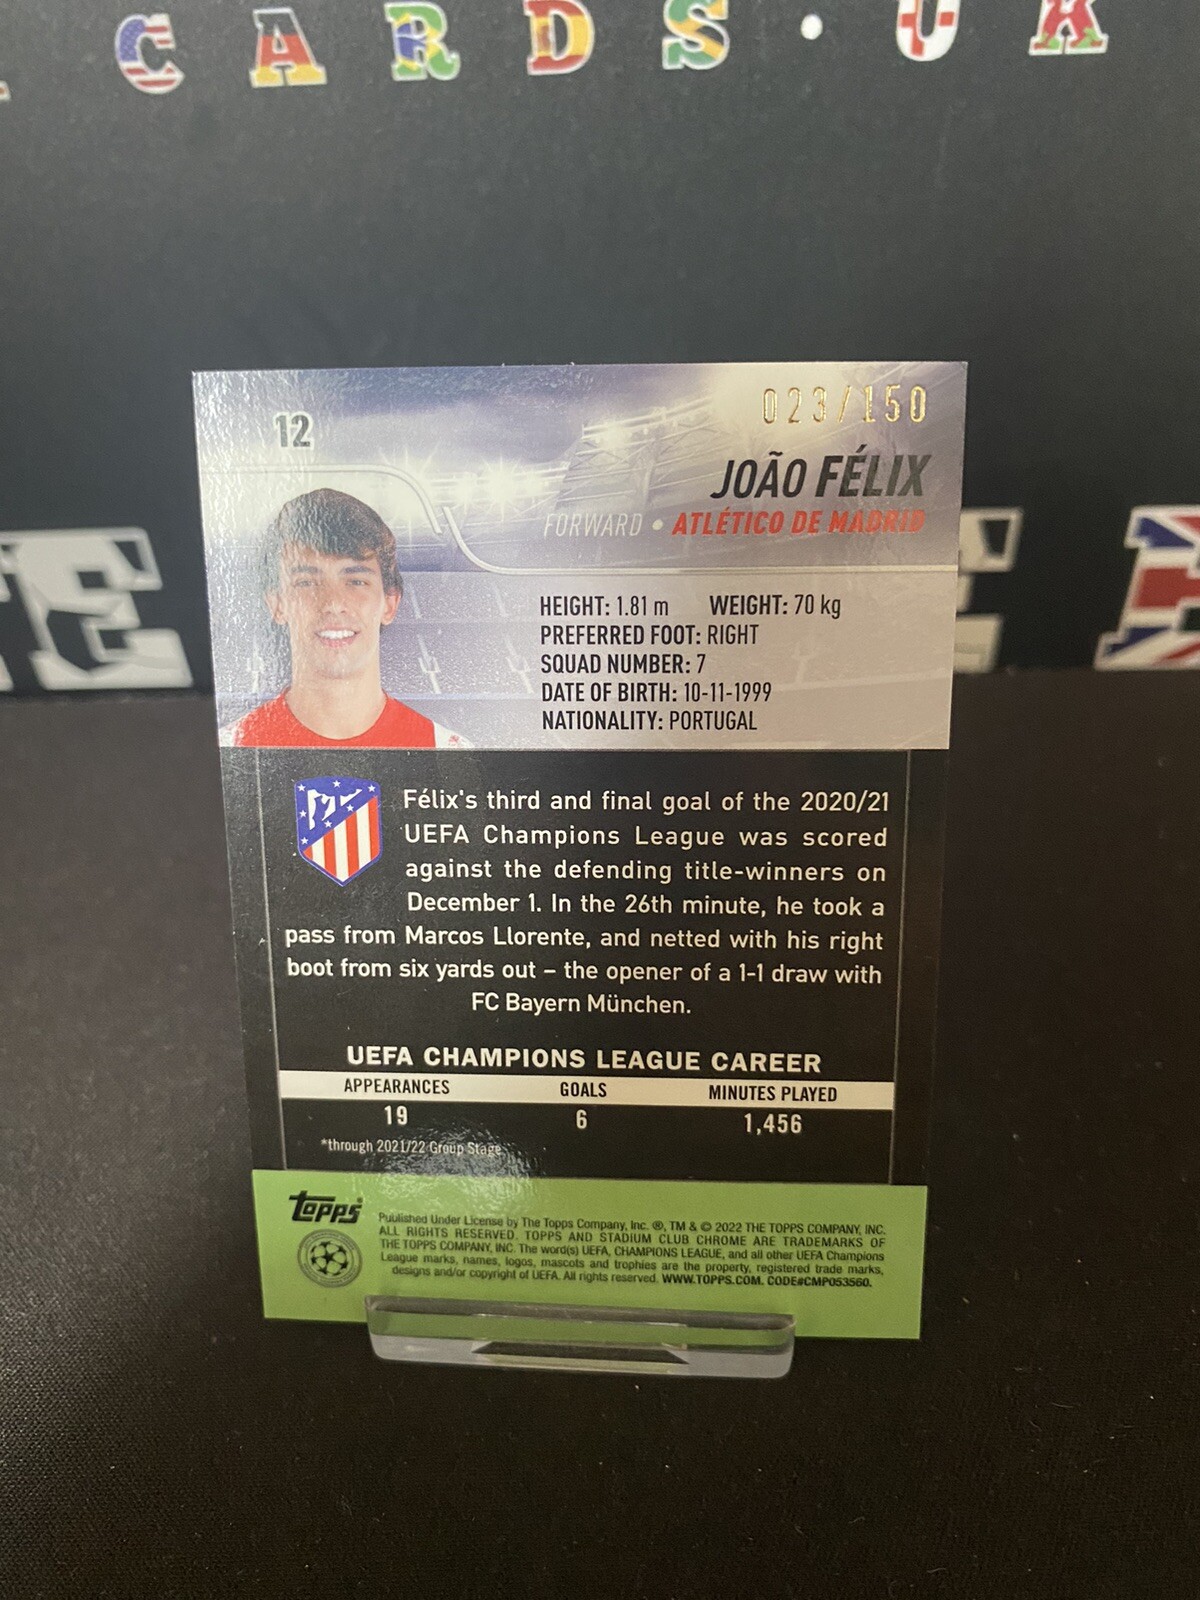 CARDS · UK
TE
E
12
023/150
JOÃO FÉLIX
FORWARD • ATLÉTICO DE MADRID
HEIGHT: 1.81 m WEIGHT: 70 kg
PREFERRED FOOT: RIGHT
SQUAD NUMBER: 7
DATE OF BIRTH: 10-11-1999
NATIONALITY: PORTUGAL
Félix's third and final goal of the 2020/21
UEFA Champions League was scored
against the defending title-winners on
December 1. In the 26th minute, he took a
pass from Marcos Llorente, and netted with his right
boot from six yards out – the opener of a 1-1 draw with
FC Bayern München.
UEFA CHAMPIONS LEAGUE CAREER
APPEARANCES GOALS MINUTES PLAYED
19 6 1,456
*through 2021/22 Group Stage
topps
Published Under License by The Topps Company, Inc. ®, TM & © 2022 THE TOPPS COMPANY, INC.
ALL RIGHTS RESERVED. TOPPS AND STADIUM CLUB CHROME ARE TRADEMARKS OF
THE TOPPS COMPANY, INC. The word(s) UEFA, CHAMPIONS LEAGUE, and all other UEFA Champions
League marks, names, logos, mascots and trophies are the property, registered trade marks,
designs and/or copyright of UEFA. All rights reserved. WWW.TOPPS.COM. CODE#CMP053560.